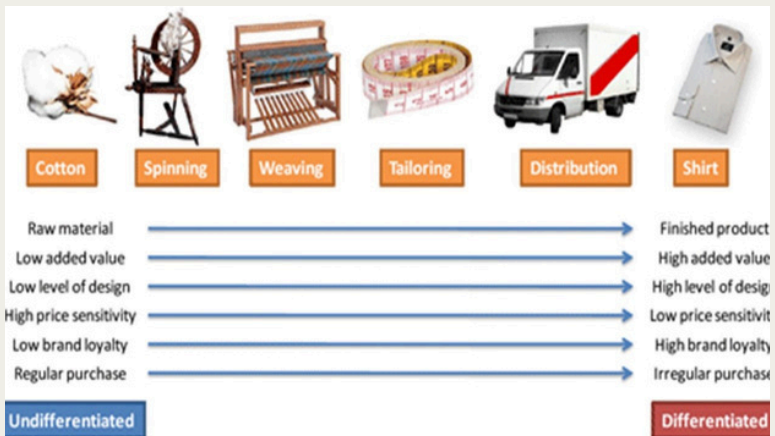 Cotton Spinning Weaving Tailoring Distribution Shirt
Raw material Finished product
Low added value High added value
Low level of design High level of desig
High price sensitivity Low price sensitivit
Low brand loyalty High brand loyalty
Regular purchase Irregular purchase
Undifferentiated Differentiated